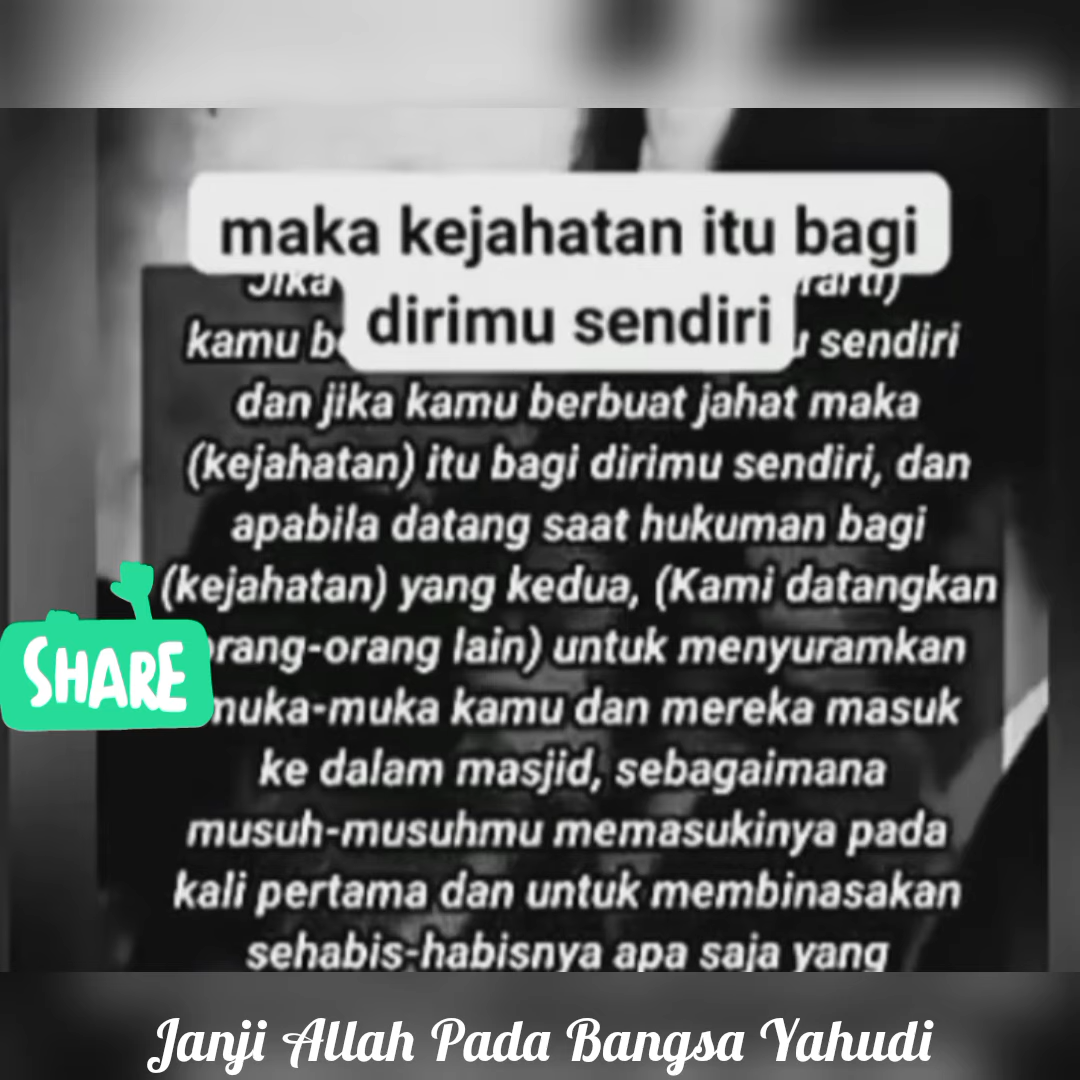 maka kejahatan itu bagi
dirimu sendiri
Jika
kamu sendiri
dan jika kamu berbuat jahat maka
(kejahatan) itu bagi dirimu sendiri, dan
apabila datang saat hukuman bagi
(kejahatan) yang kedua, (Kami datangkan
orang-orang lain) untuk menyuramkan
SHARE
muka-muka kamu dan mereka masuk
ke dalam masjid, sebagaimana
musuh-musuhmu memasukinya pada
kali pertama dan untuk membinasakan
sehabis-habisnya apa saja yang
Janji Allah Pada Bangsa Yahudi